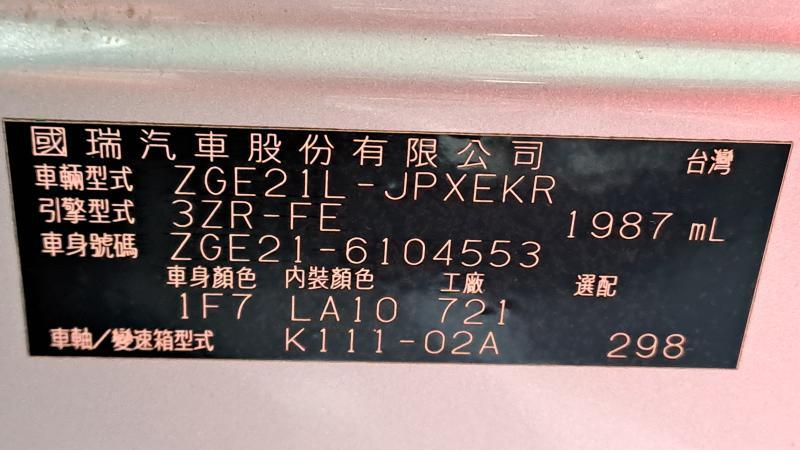 國瑞汽車股份有限公司 台灣
車輛型式 ZGE21L-JPXEKR
引擎型式 3ZR-FE 1987 mL
車身號碼 ZGE21-6104553
車身顏色 內裝顏色 工廠 選配
1F7 LA10 721
車軸/變速箱型式 K111-02A 298